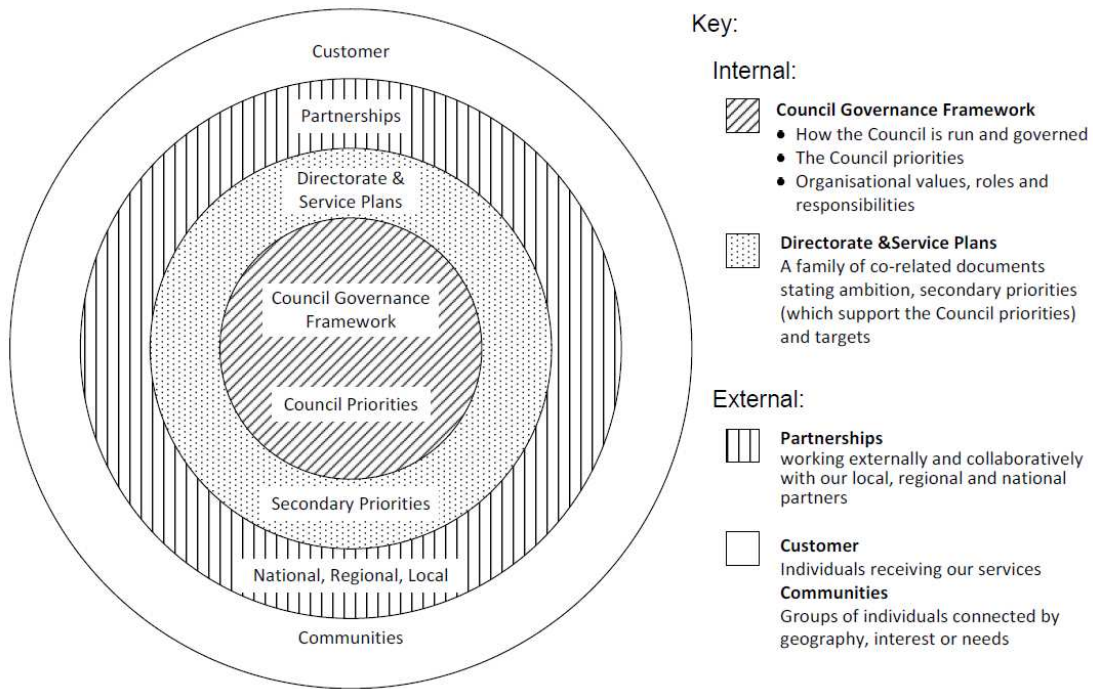 Customer
Partnerships
Directorate &
Service Plans
Council Governance
Framework
Council Priorities
Secondary Priorities
National, Regional, Local
Communities
Key:
Internal:
Council Governance Framework
• How the Council is run and governed
• The Council priorities
• Organisational values, roles and
responsibilities
Directorate &Service Plans
A family of co-related documents
stating ambition, secondary priorities
(which support the Council priorities)
and targets
External:
Partnerships
working externally and collaboratively
with our local, regional and national
partners
Customer
Individuals receiving our services
Communities
Groups of individuals connected by
geography, interest or needs